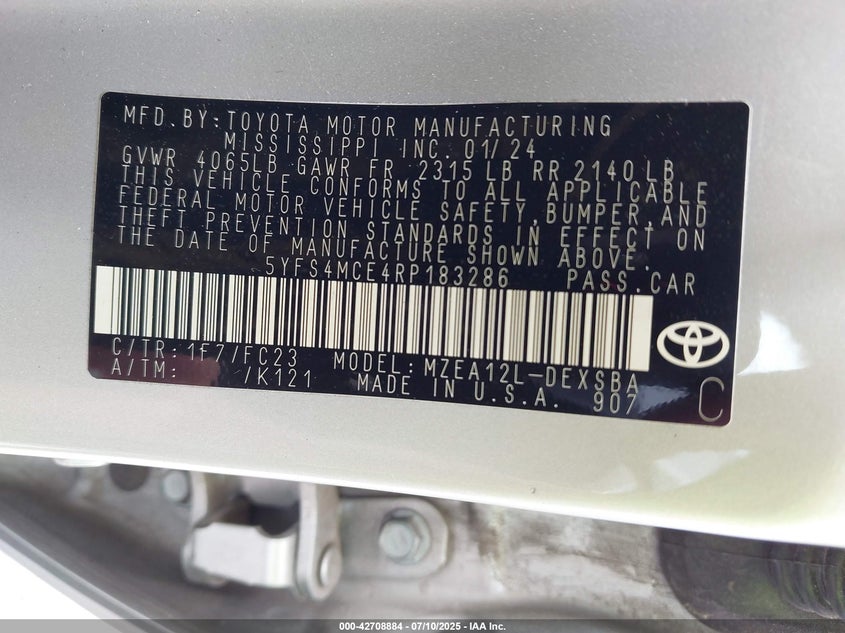 MFD. BY: TOYOTA MOTOR MANUFACTURING
MISSISSIPPI INC. 01/24
GVWR 4065LB GAWR FR 2315 LB RR 2140 LB
THIS VEHICLE CONFORMS TO ALL APPLICABLE
FEDERAL MOTOR VEHICLE SAFETY, BUMPER, AND
THEFT PREVENTION STANDARDS IN EFFECT ON
THE DATE OF MANUFACTURE SHOWN ABOVE.
5YFS4MCE4RP183286 PASS. CAR
C/TR: 1F7/FC23 MODEL: MZEA12L-DEXSBA
A/TM: /K121 MADE IN U.S.A. 907
C
000-42708884 - 07/10/2025 - IAA Inc.